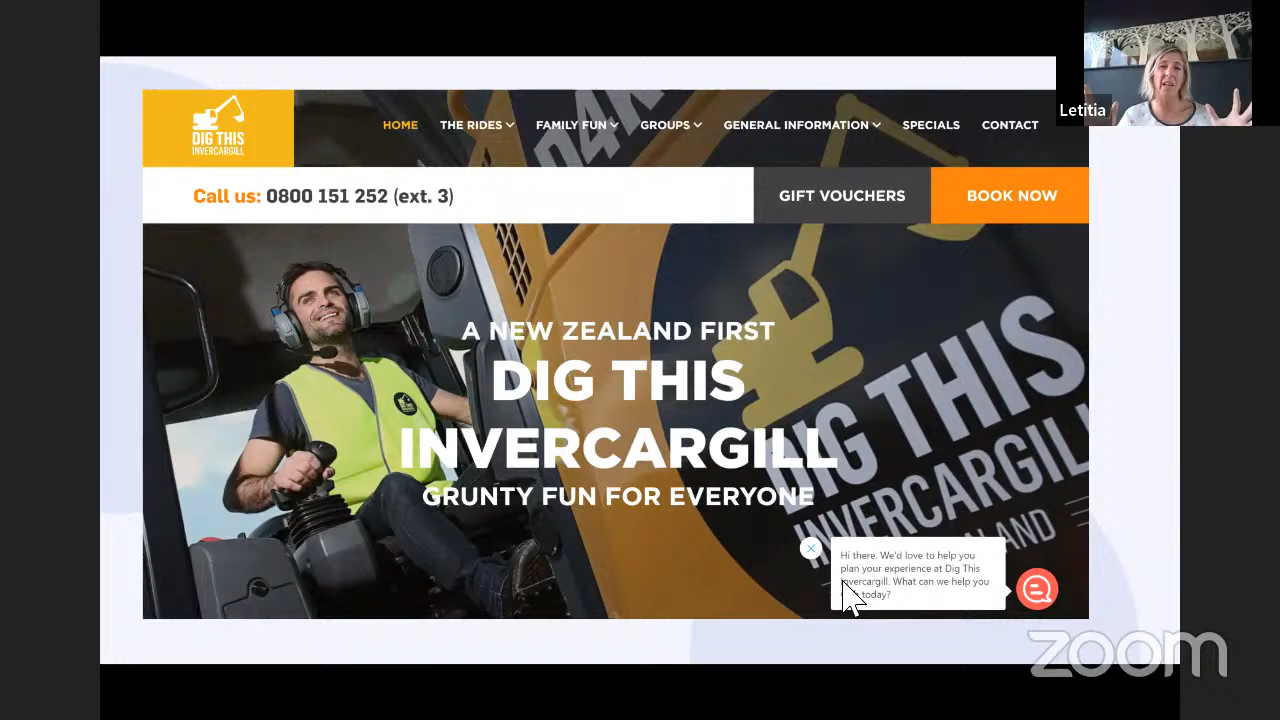 Letitia
DIG THIS
INVERCARGILL
HOME THE RIDES FAMILY FUN GROUPS GENERAL INFORMATION SPECIALS CONTACT
Call us: 0800 151 252 (ext. 3)
GIFT VOUCHERS
BOOK NOW
A NEW ZEALAND FIRST
DIG THIS
INVERCARGILL
GRUNTY FUN FOR EVERYONE
DIG THIS
INVERCARGILL
Hi there. We'd love to help you
plan your experience at Dig This
Invercargill. What can we help you
today?
zoom